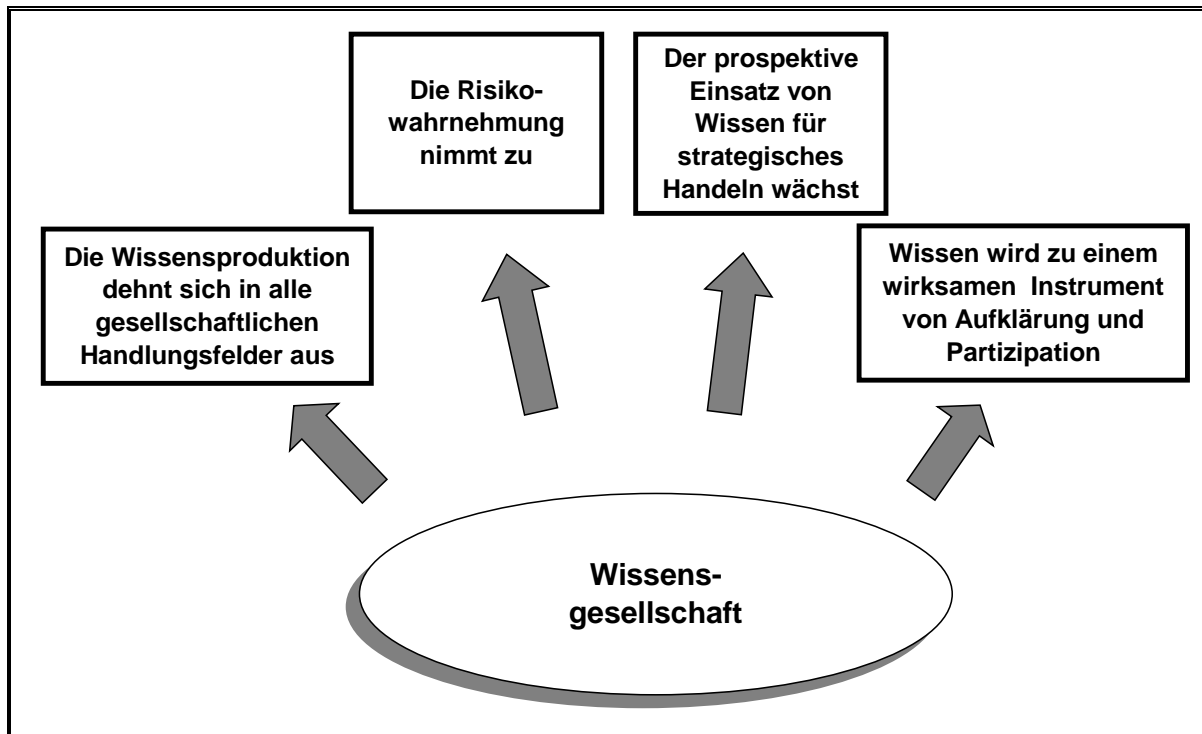 Die Risiko-
wahrnehmung
nimmt zu
Der prospektive
Einsatz von
Wissen für
strategisches
Handeln wächst
Die Wissensproduktion
dehnt sich in alle
gesellschaftlichen
Handlungsfelder aus
Wissen wird zu einem
wirksamen  Instrument
von Aufklärung und
Partizipation
Wissens-
gesellschaft